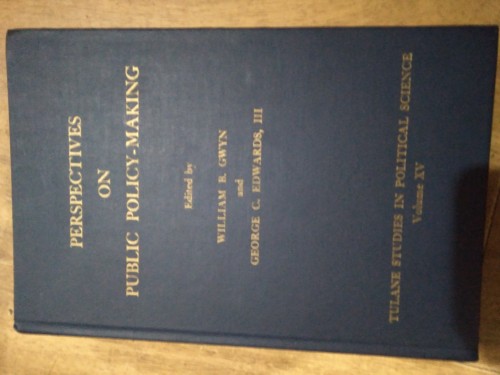 PERSPECTIVES
ON
PUBLIC POLICY-MAKING
Edited by
WILLIAM B. GWYN
and
GEORGE C. EDWARDS, III
TULANE STUDIES IN POLITICAL SCIENCE
Volume XV